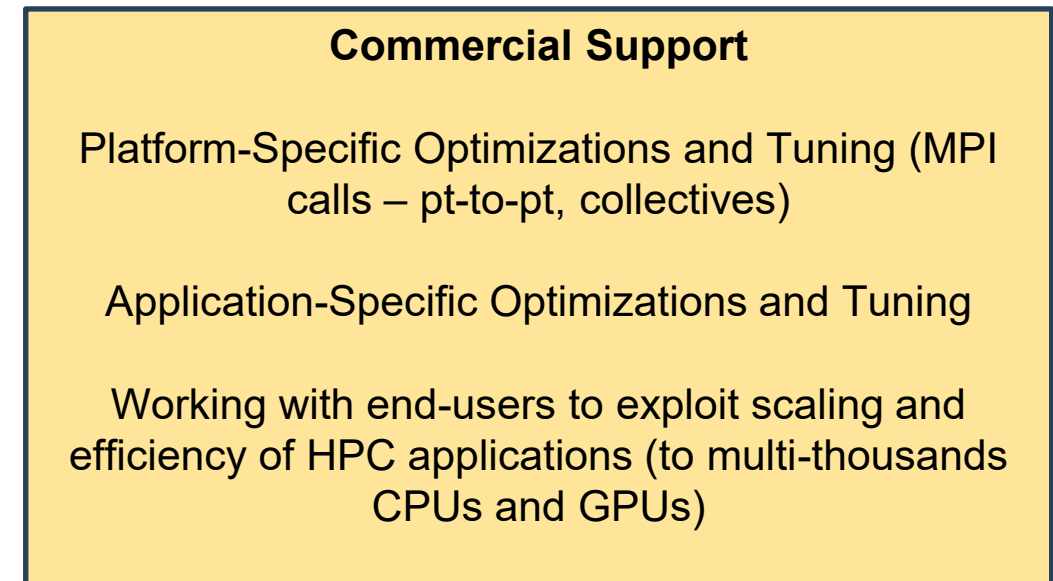 Commercial Support
Platform-Specific Optimizations and Tuning (MPI
calls – pt-to-pt, collectives)
Application-Specific Optimizations and Tuning
Working with end-users to exploit scaling and
efficiency of HPC applications (to multi-thousands
CPUs and GPUs)